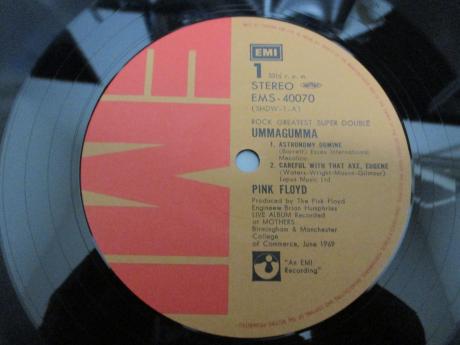 EMI
EMI
1
33⅓ r.p.m.
STEREO
EMS-40070
(SHDW-1-A)
ROCK GREATEST SUPER DOUBLE
UMMAGUMMA
1. ASTRONOMY DOMINE
(Barrett) Essex International
Mecolico
2. CAREFUL WITH THAT AXE, EUGENE
(Waters-Wright-Mason-Gilmour)
Lupus Music Ltd
PINK FLOYD
Produced by The Pink Floyd
Engineew Brian Humphries
LIVE ALBUM Recorded
at MOTHERS
Birmingham & Manchester
College
of Commerce, June 1969
"An EMI
Recording"